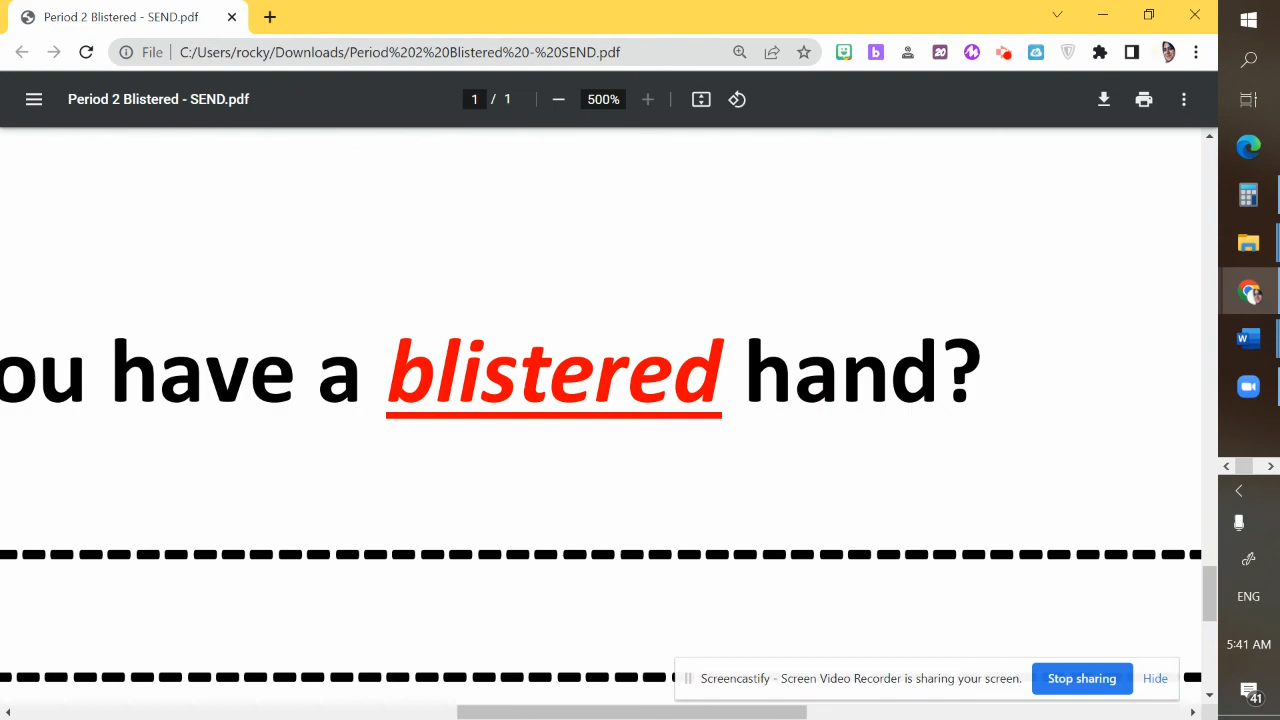 Period 2 Blistered - SEND.pdf
File
C:/Users/rocky/Downloads/Period%202%20Blistered%20-%20SEND.pdf
20
b
Period 2 Blistered - SEND.pdf
1 / 1
500%
ou have a blistered hand?
Screencastify - Screen Video Recorder is sharing your screen.
Stop sharing
Hide
W
ENG
5:41 AM
41